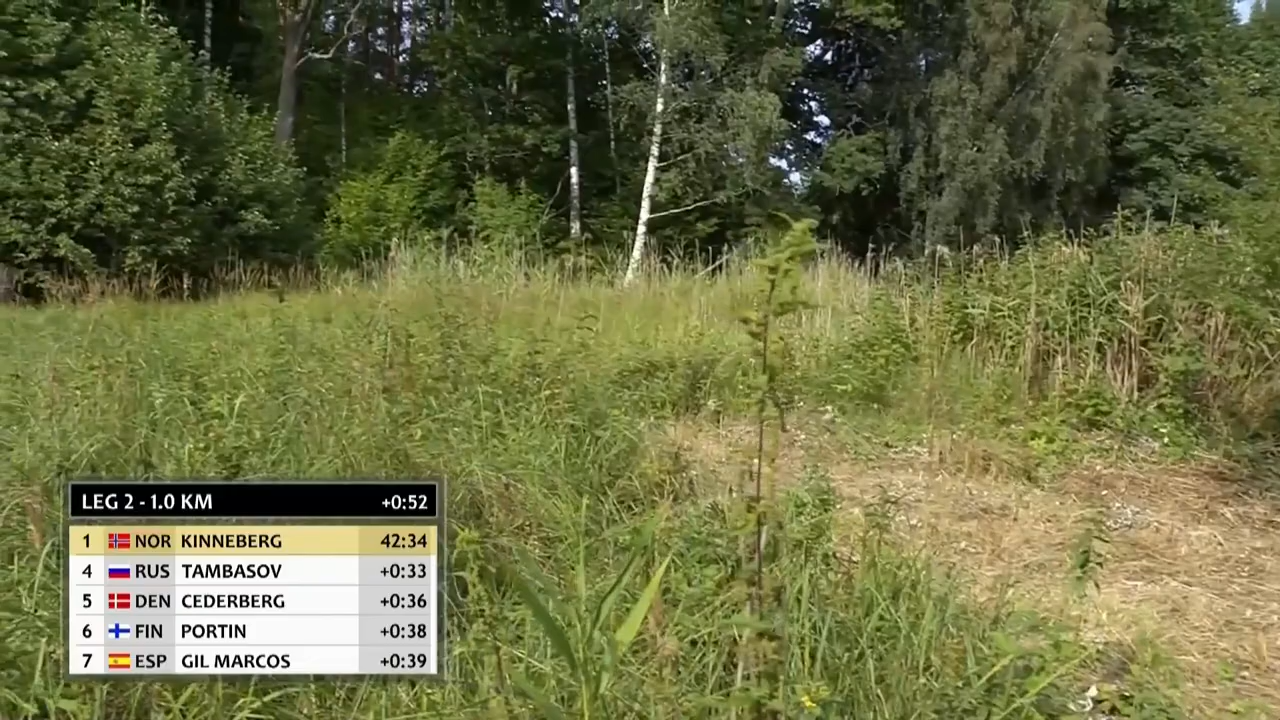 LEG 2 - 1.0 KM +0:52
1 NOR KINNEBERG 42:34
4 RUS TAMBASOV +0:33
5 DEN CEDERBERG +0:36
6 FIN PORTIN +0:38
7 ESP GIL MARCOS +0:39